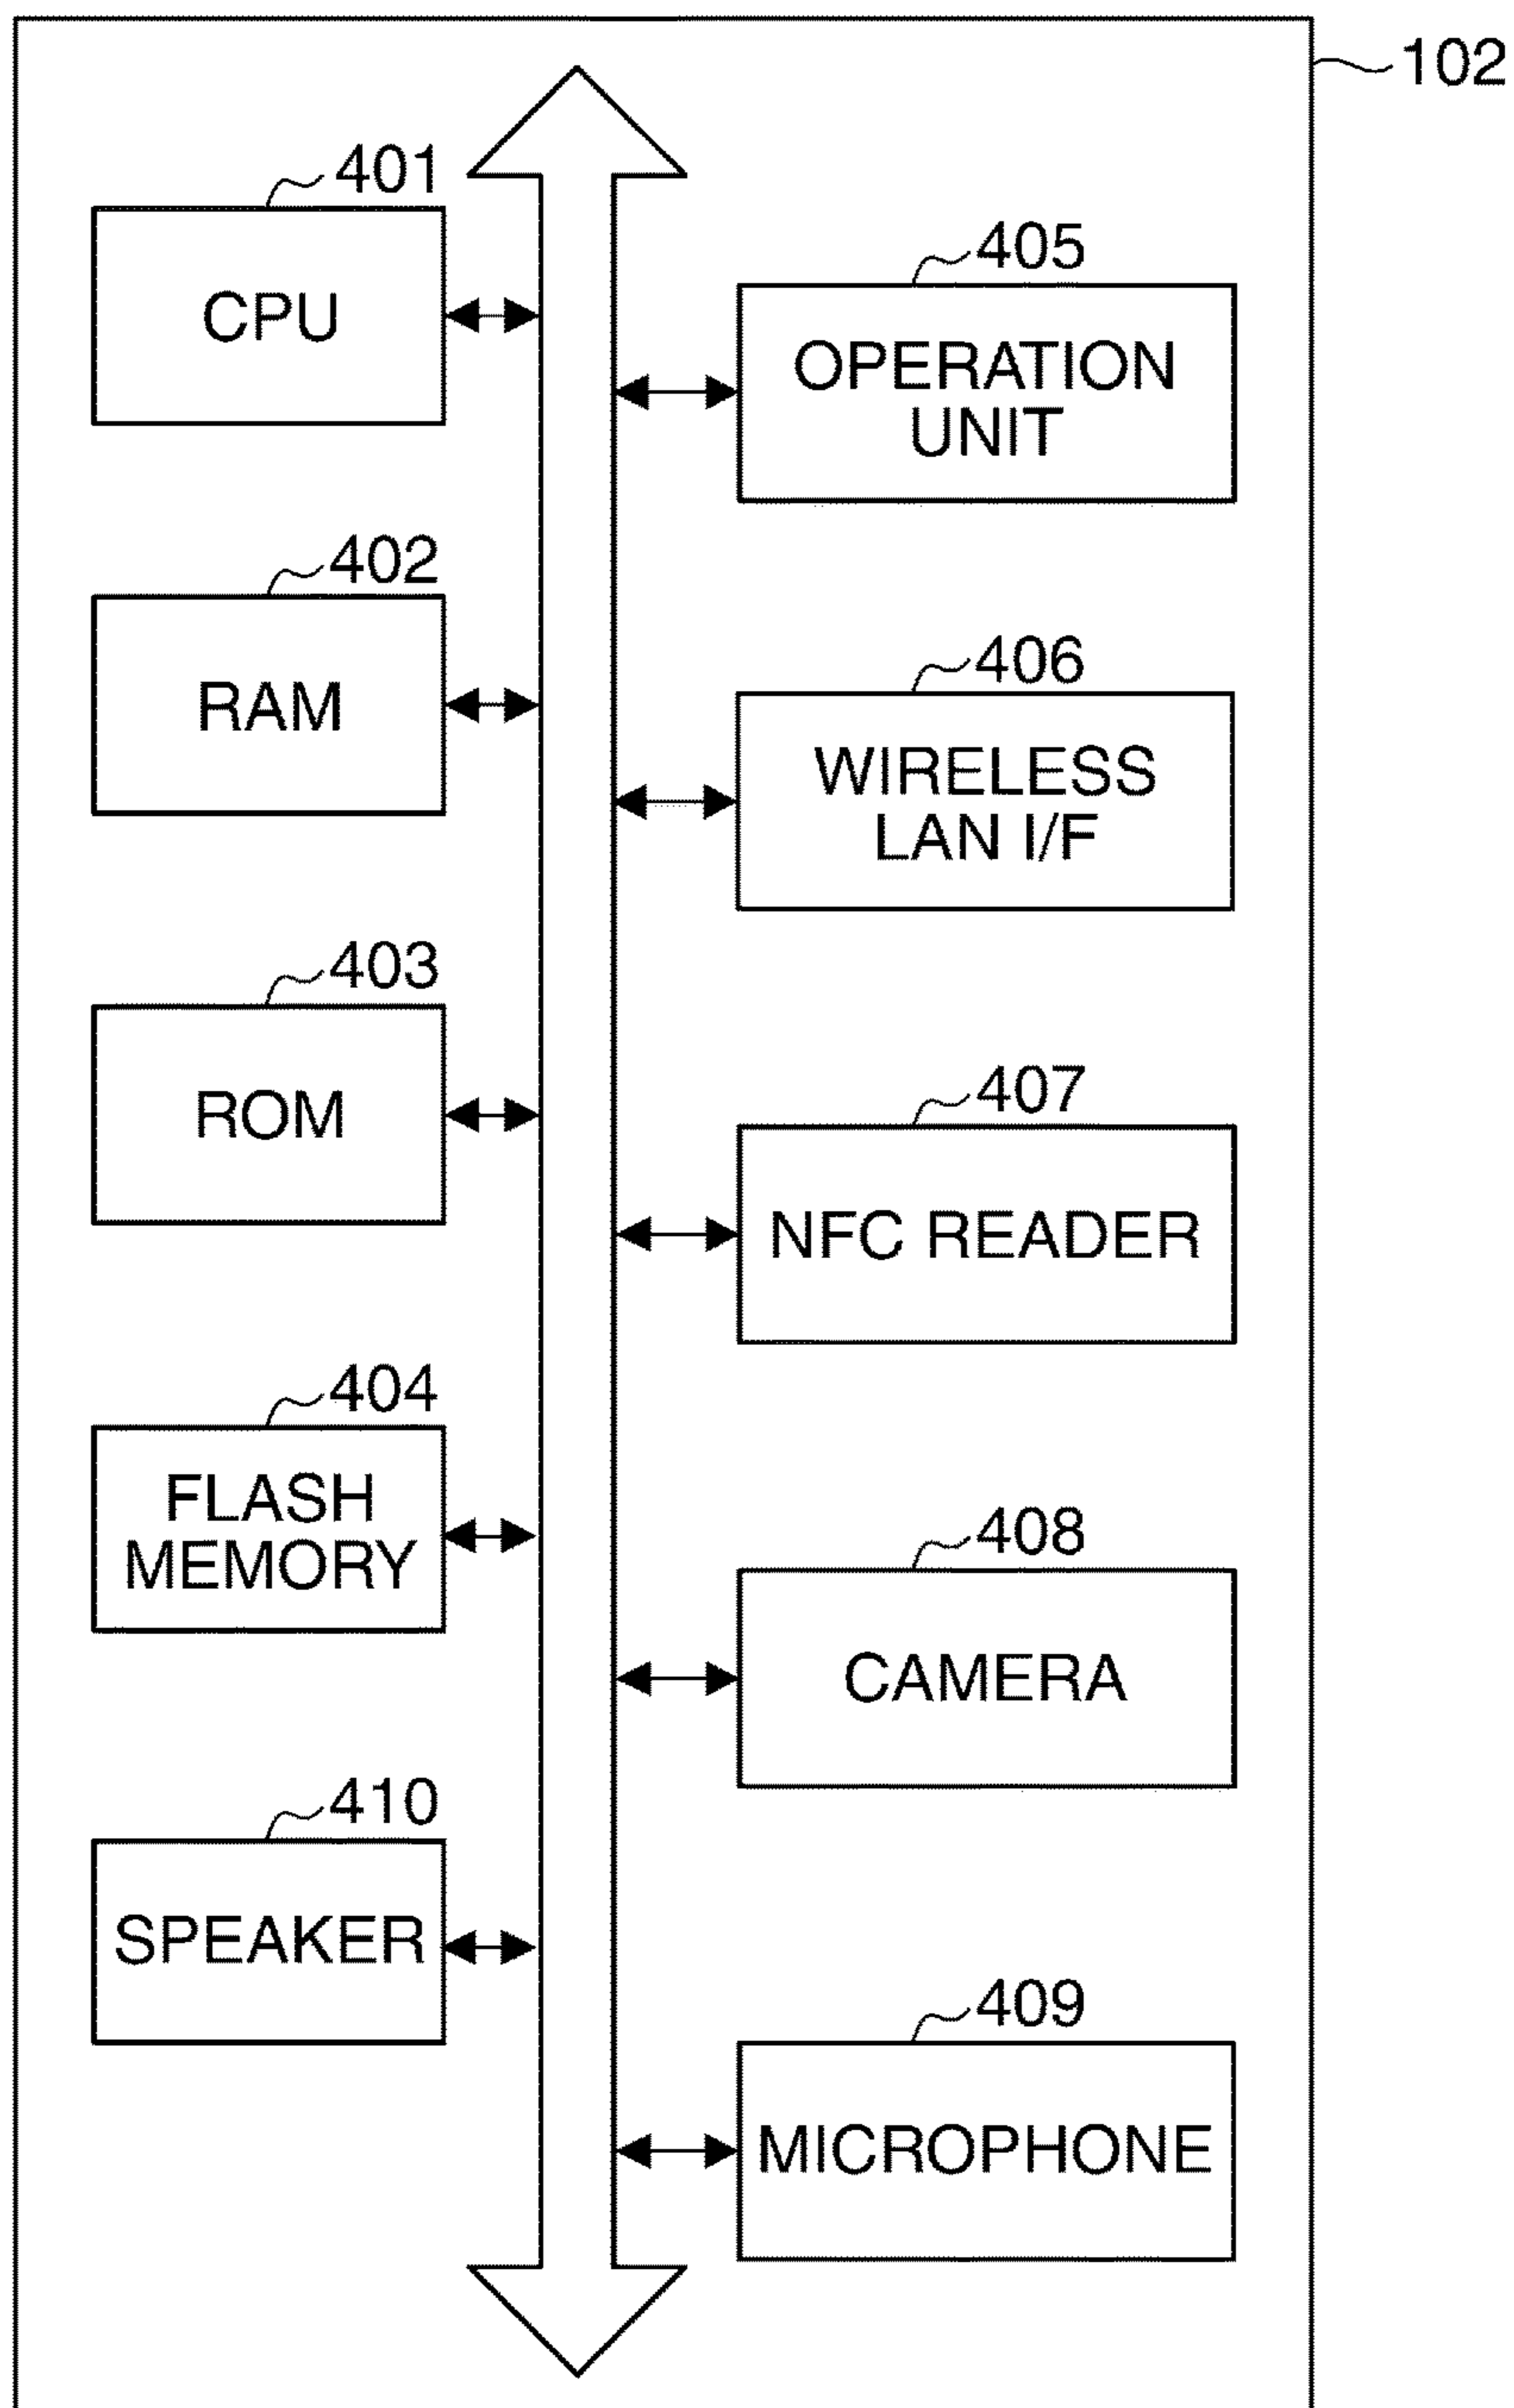 102
401
CPU
405
OPERATION
UNIT
402
RAM
406
WIRELESS
LAN I/F
403
ROM
407
NFC READER
404
FLASH
MEMORY
408
CAMERA
410
SPEAKER
409
MICROPHONE